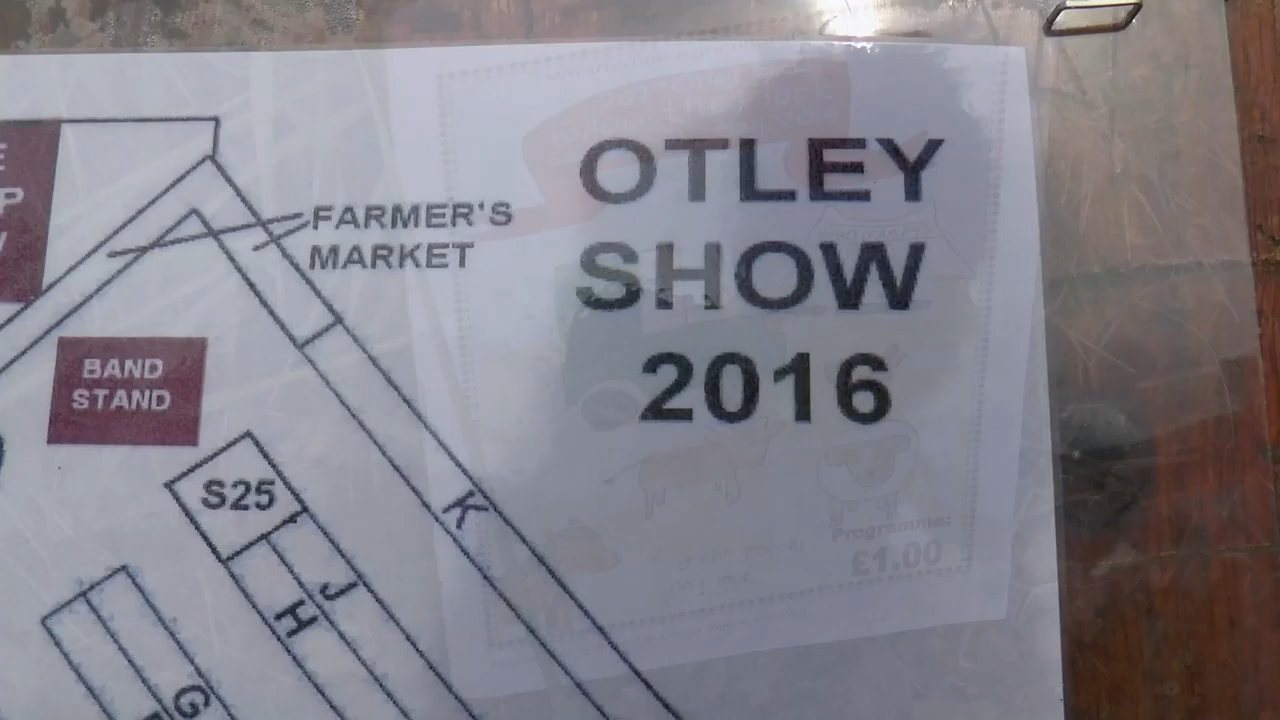 OTLEY
SHOW
2016
FARMER'S
MARKET
BAND
STAND
S25
K
J
H
G
Programme:
£1.00